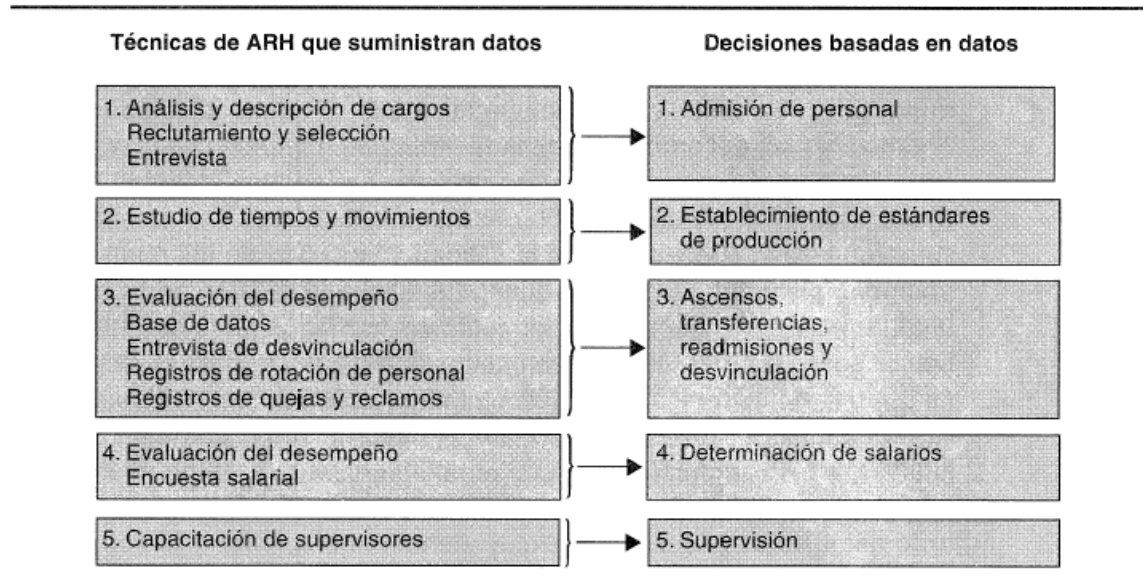 Técnicas de ARH que suministran datos
Decisiones basadas en datos
1. Análisis y descripción de cargos
Reclutamiento y selección
Entrevista
1. Admisión de personal
2. Estudio de tiempos y movimientos
2. Establecimiento de estándares
de producción
3. Evaluación del desempeño
Base de datos
Entrevista de desvinculación
Registros de rotación de personal
Registros de quejas y reclamos
3. Ascensos,
transferencias,
readmisiones y
desvinculación
4. Evaluación del desempeño
Encuesta salarial
4. Determinación de salarios
5. Capacitación de supervisores
5. Supervisión